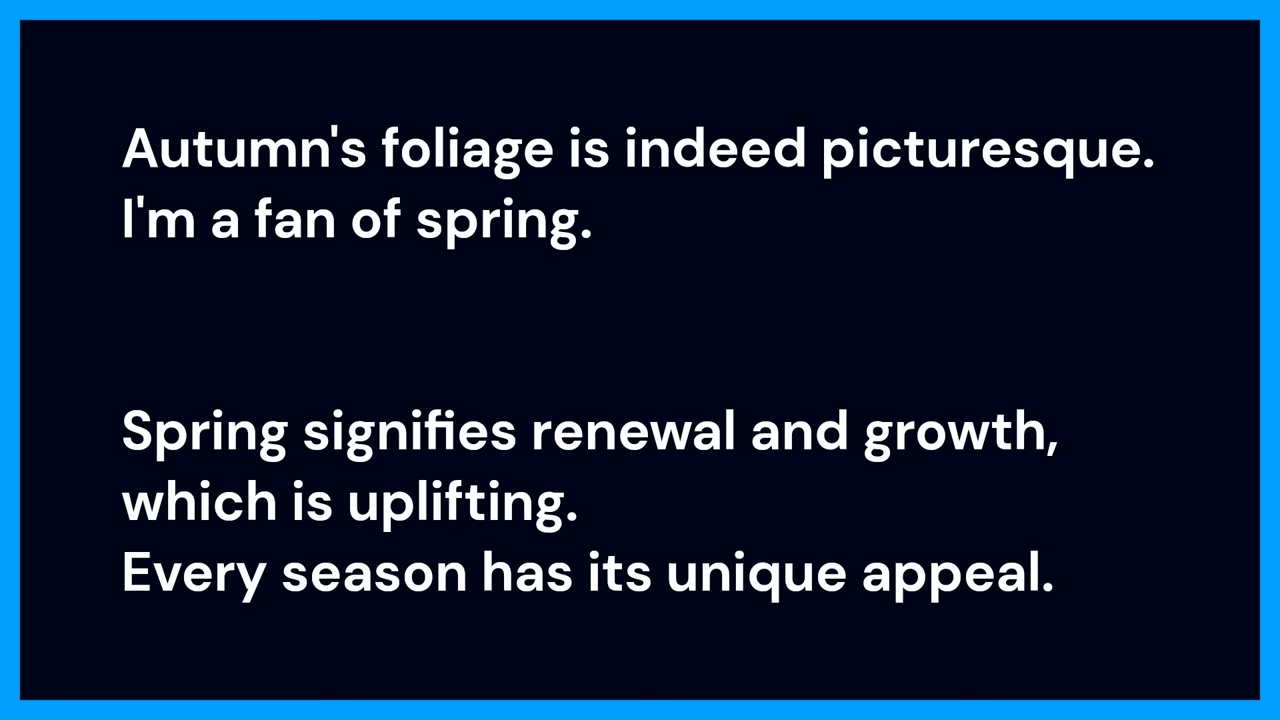 Autumn's foliage is indeed picturesque.
I'm a fan of spring.
Spring signifies renewal and growth,
which is uplifting.
Every season has its unique appeal.